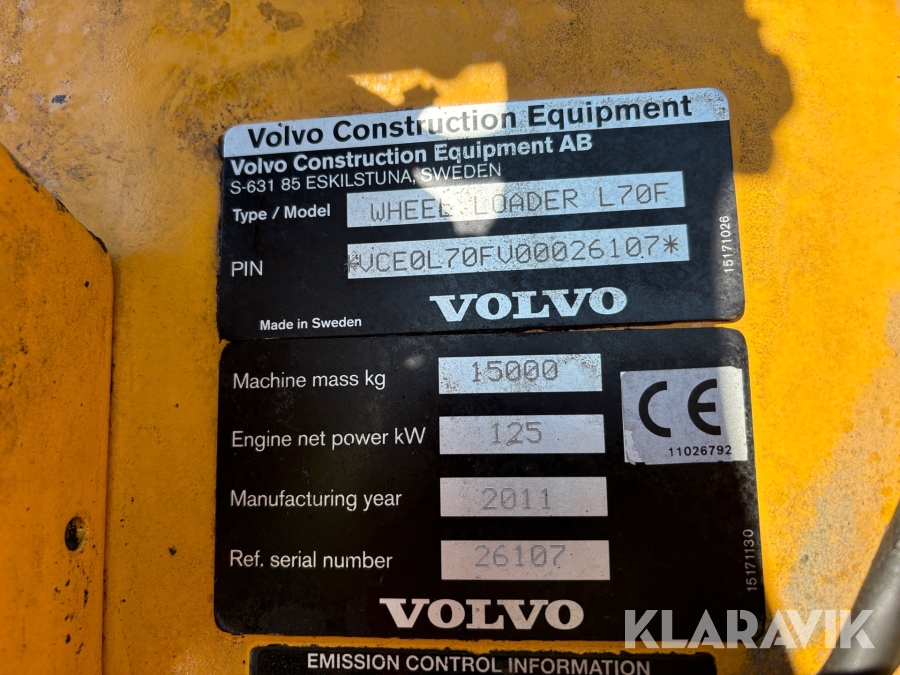 Volvo Construction Equipment
Volvo Construction Equipment AB
S-631 85 ESKILSTUNA, SWEDEN
Type / Model WHEEL LOADER L70F
PIN *VCE0L70FV00026107*
15171026
VOLVO
Made in Sweden
Machine mass kg 15000
CE
11026792
Engine net power kW 125
Manufacturing year 2011
Ref. serial number 26107
15171130
VOLVO
KLARAVIK
EMISSION CONTROL INFORMATION